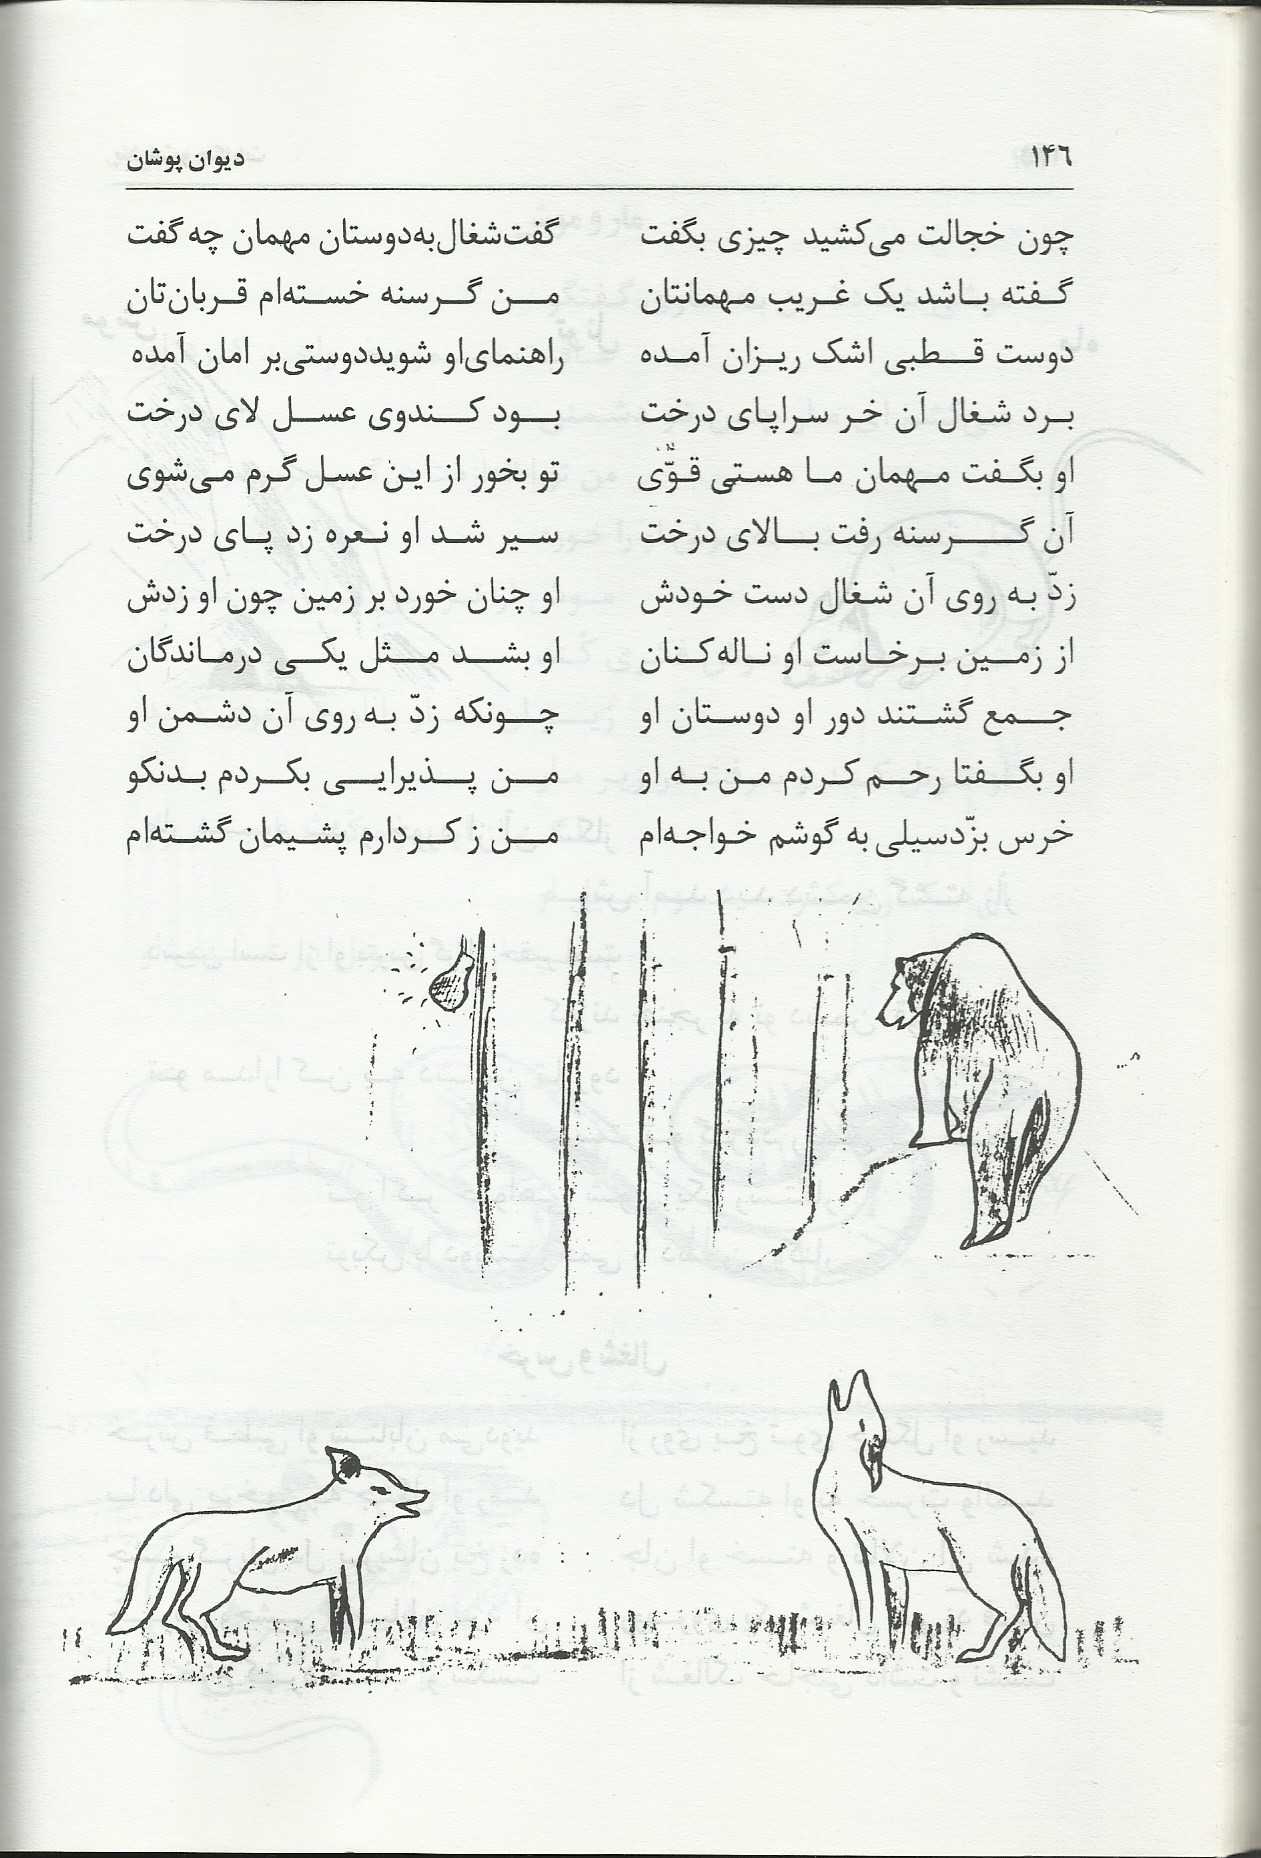 ۱۴۶ دیوان پوشان
چون خجالت می‌کشید چیزی بگفت گفت شغال به دوستان مهمان چه گفت
گفته باشد یک غریب مهمانتان من گرسنه خسته‌ام قربان‌تان
دوست قطبی اشک ریزان آمده راهنمای او شوید دوستی بر امان آمده
برد شغال آن خر سراپای درخت بود کندوی عسل لای درخت
او بگفت مهمان ما هستی قوّی تو بخور از این عسل گرم می‌شوی
آن گرسنه رفت بالای درخت سیر شد او نعره زد پای درخت
زدّ به روی آن شغال دست خودش او چنان خورد بر زمین چون او زدش
از زمین برخاست او ناله کنان او بشد مثل یکی درماندگان
جمع گشتند دور او دوستان او چونکه زدّ به روی آن دشمن او
او بگفتا رحم کردم من به او من پذیرایی بکردم بدنکو
خرس بزّد سیلی به گوشم خواجه‌ام من ز کردارم پشیمان گشته‌ام